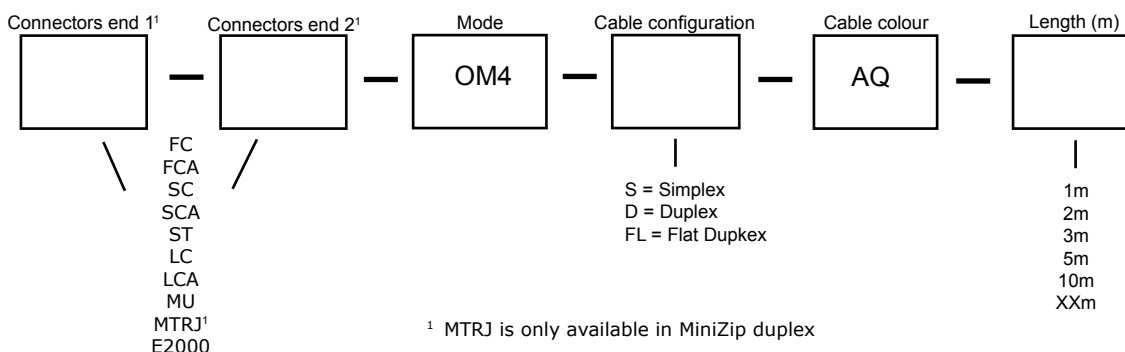 Connectors end 1¹
Connectors end 2¹
Mode
Cable configuration
Cable colour
Length (m)
OM4
AQ
FC
FCA
SC
SCA
ST
LC
LCA
MU
MTRJ¹
E2000
S = Simplex
D = Duplex
FL = Flat Dupkex
1m
2m
3m
5m
10m
XXm
¹ MTRJ is only available in MiniZip duplex